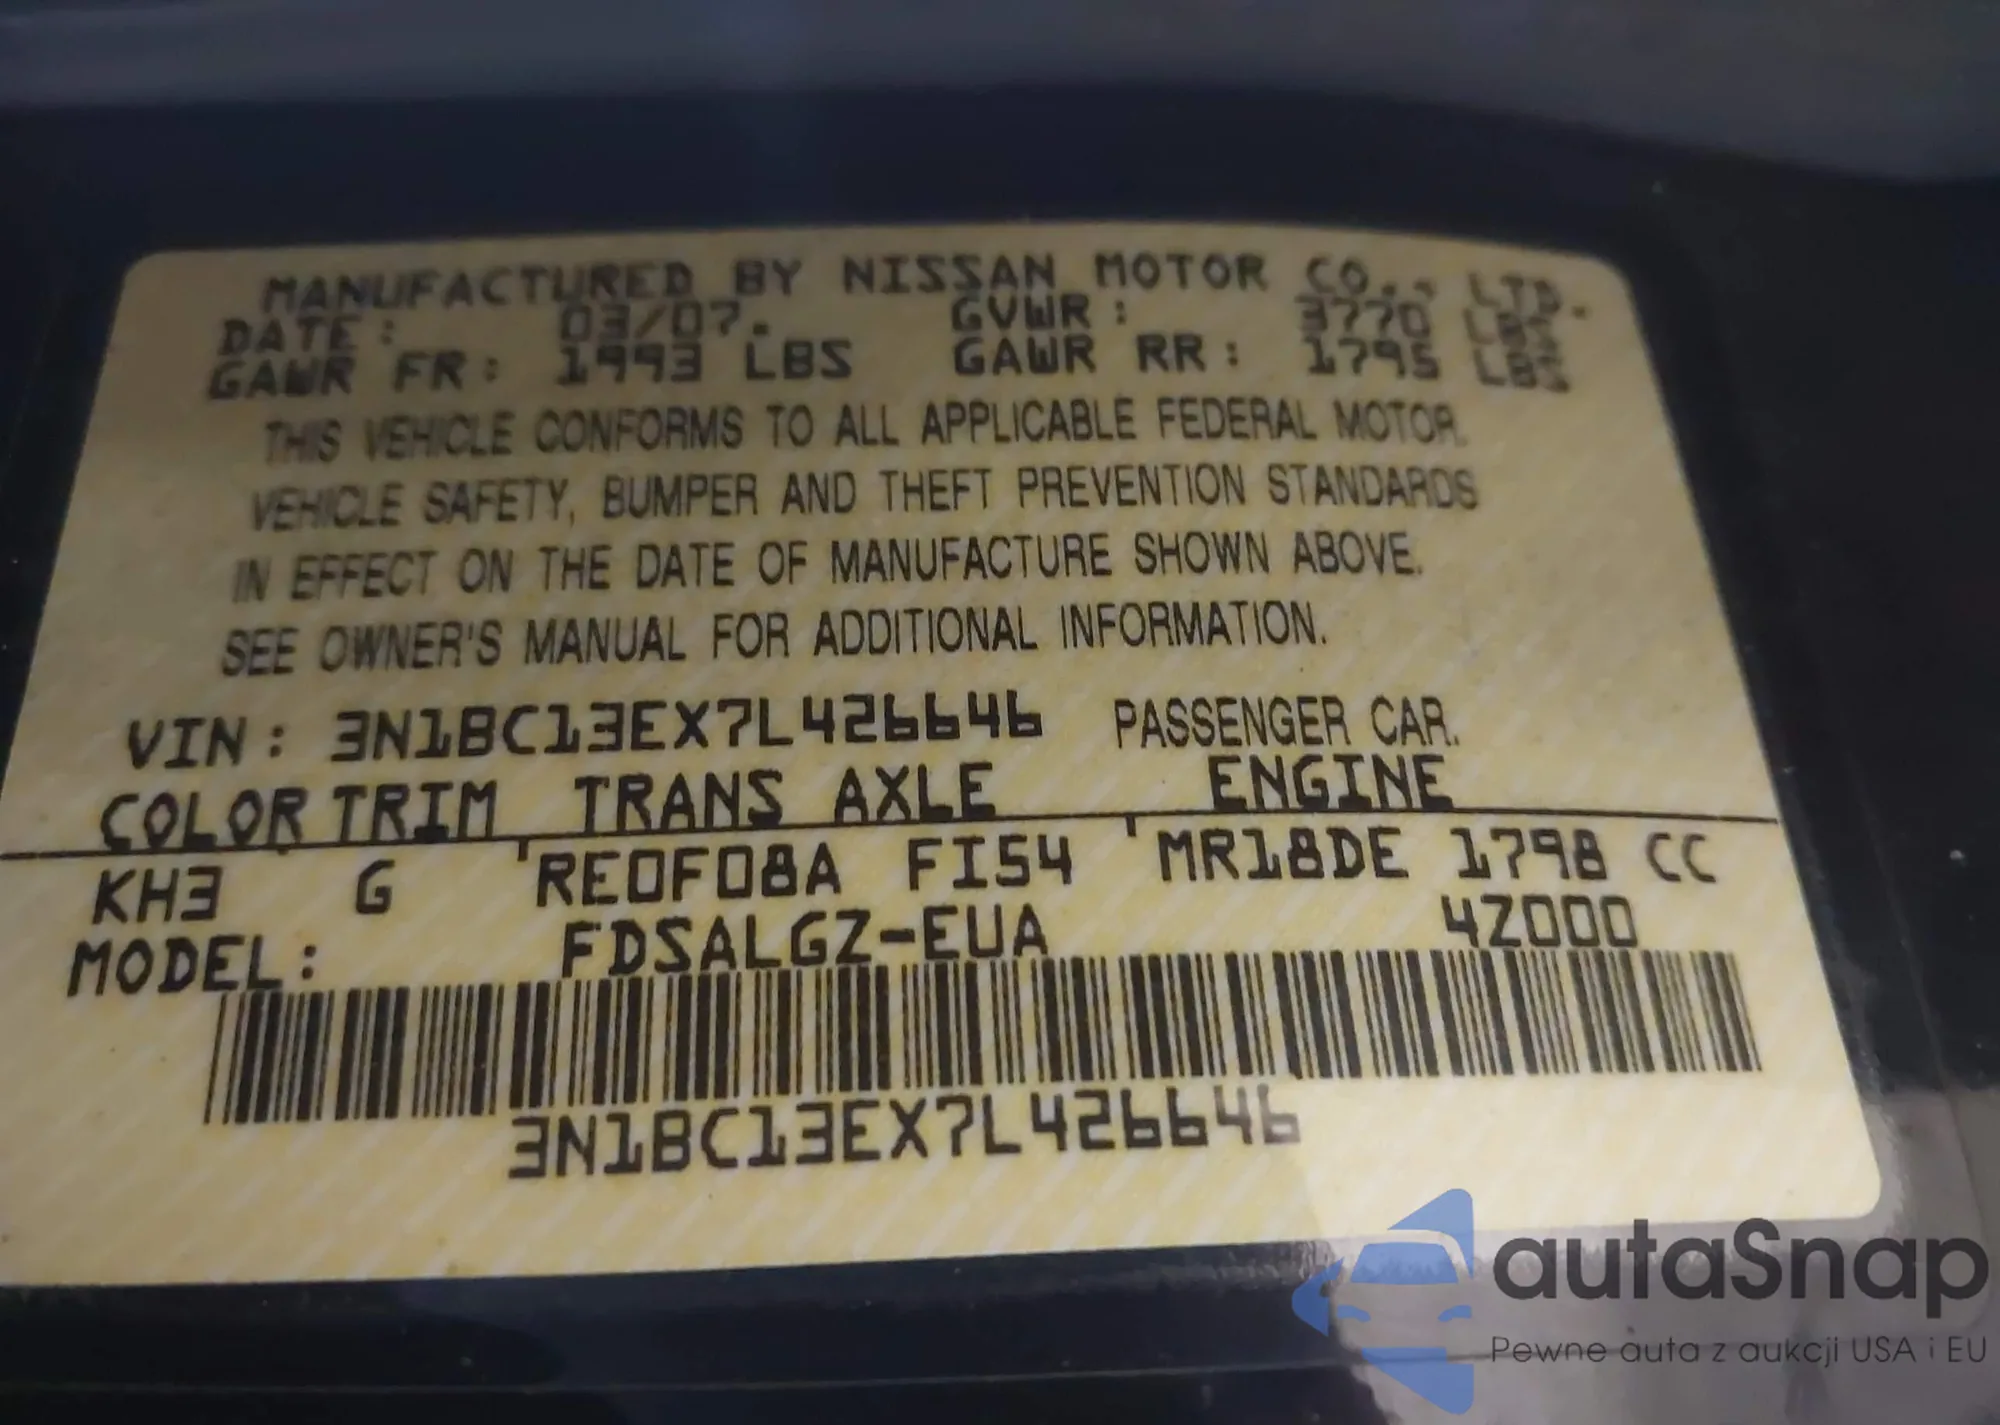 MANUFACTURED BY NISSAN MOTOR CO., LTD.
DATE: 03/07. GVWR: 3770 LBS
GAWR FR: 1993 LBS GAWR RR: 1795 LBS
THIS VEHICLE CONFORMS TO ALL APPLICABLE FEDERAL MOTOR
VEHICLE SAFETY, BUMPER AND THEFT PREVENTION STANDARDS
IN EFFECT ON THE DATE OF MANUFACTURE SHOWN ABOVE.
SEE OWNER'S MANUAL FOR ADDITIONAL INFORMATION.
VIN: 3N1BC13EX7L426646 PASSENGER CAR.
COLOR TRIM TRANS AXLE ENGINE
KH3 G RE0F08A FI54 MR18DE 1798 CC
MODEL: FDSALGZ-EUA 4Z000
3N1BC13EX7L426646
autaSnap
Pewne auta z aukcji USA i EU